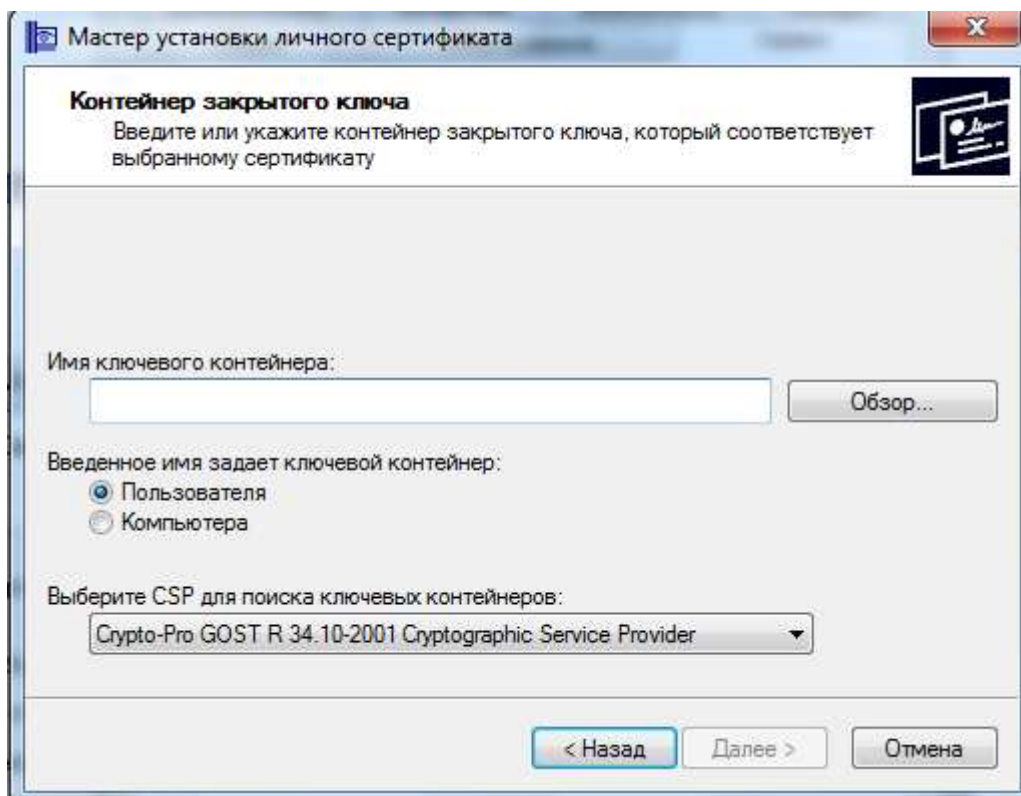 Мастер установки личного сертификата
Контейнер закрытого ключа
Введите или укажите контейнер закрытого ключа, который соответствует
выбранному сертификату
Имя ключевого контейнера:
Обзор...
Введенное имя задает ключевой контейнер:
Пользователя
Компьютера
Выберите CSP для поиска ключевых контейнеров:
Crypto-Pro GOST R 34.10-2001 Cryptographic Service Provider
< Назад
Далее >
Отмена